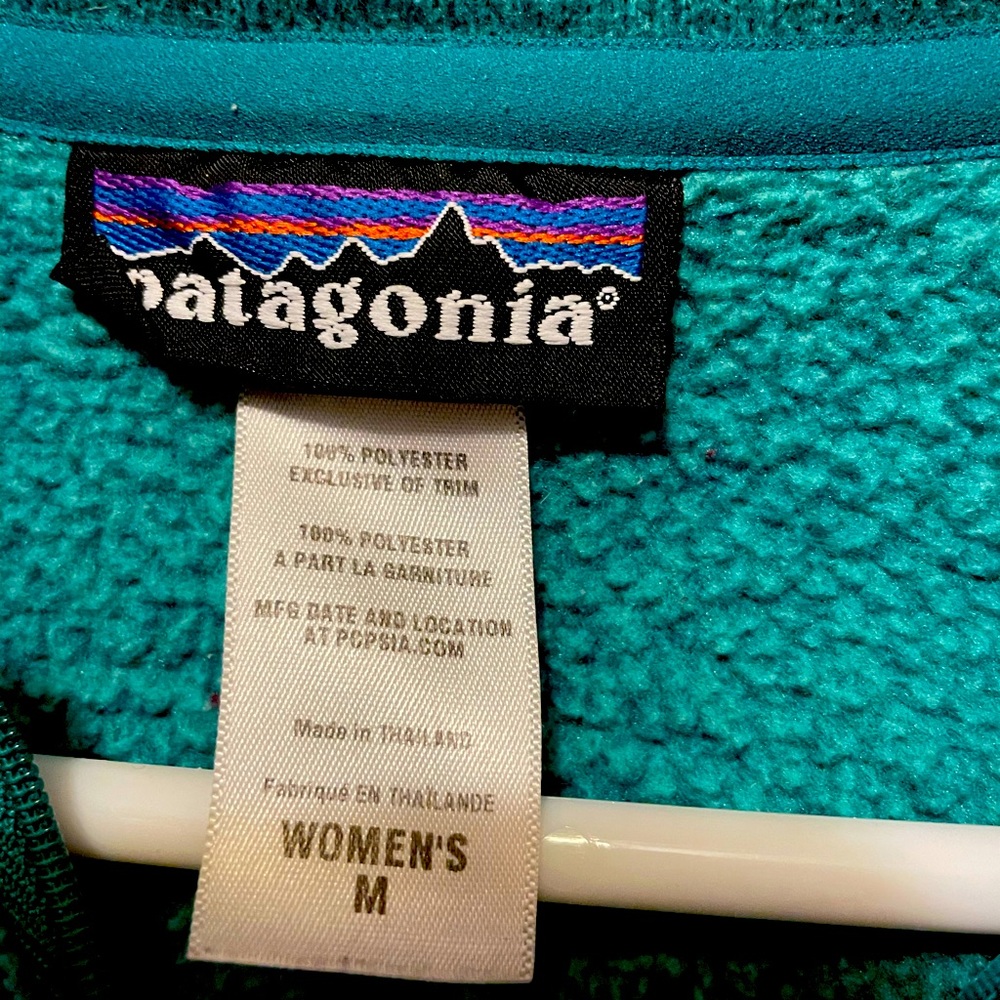 patagonia®
100% POLYESTER
EXCLUSIVE OF TRIM
100% POLYESTER
A PART LA GARNITURE
MFG DATE AND LOCATION
AT PCPSIA.COM
Made in THAILAND
Fabriqué EN THAÏLANDE
WOMEN'S
M